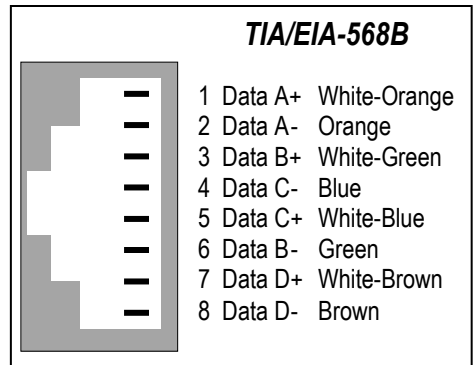 TIA/EIA-568B
1 Data A+ White-Orange
2 Data A- Orange
3 Data B+ White-Green
4 Data C- Blue
5 Data C+ White-Blue
6 Data B- Green
7 Data D+ White-Brown
8 Data D- Brown